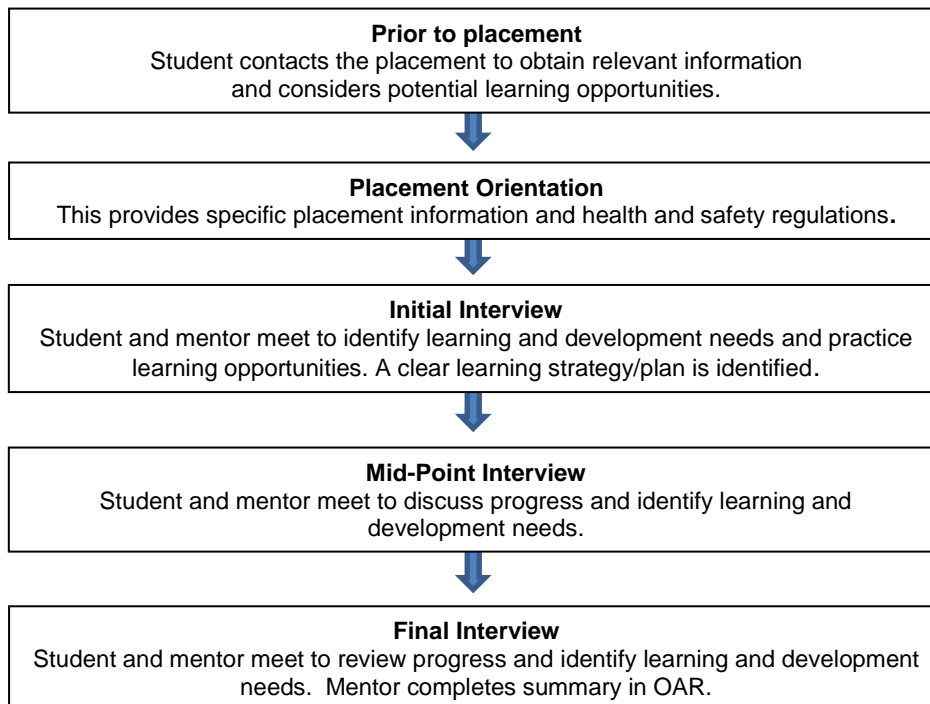 Prior to placement
Student contacts the placement to obtain relevant information
and considers potential learning opportunities.
Placement Orientation
This provides specific placement information and health and safety regulations.
Initial Interview
Student and mentor meet to identify learning and development needs and practice
learning opportunities. A clear learning strategy/plan is identified.
Mid-Point Interview
Student and mentor meet to discuss progress and identify learning and
development needs.
Final Interview
Student and mentor meet to review progress and identify learning and development
needs.  Mentor completes summary in OAR.